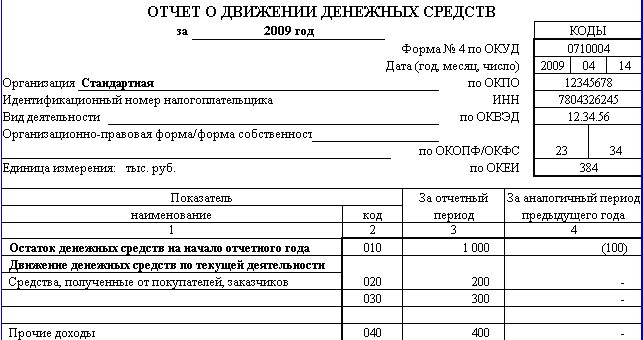 ОТЧЕТ О ДВИЖЕНИИ ДЕНЕЖНЫХ СРЕДСТВ
за 2009 год КОДЫ
Форма № 4 по ОКУД 0710004
Дата (год, месяц, число) 2009 04 14
Организация Стандартная по ОКПО 12345678
Идентификационный номер налогоплательщика ИНН 7804326245
Вид деятельности по ОКВЭД 12.34.56
Организационно-правовая форма/форма собственност
по ОКОПФ/ОКФС 23 34
Единица измерения: тыс. руб. по ОКЕИ 384
Показатель За отчетный За аналогичный период
наименование код период предыдущего года
1 2 3 4
Остаток денежных средств на начало отчетного года 010 1 000 (100)
Движение денежных средств по текущей деятельности
Средства, полученные от покупателей, заказчиков 020 200 -
030 300 -
Прочие доходы 040 400 -